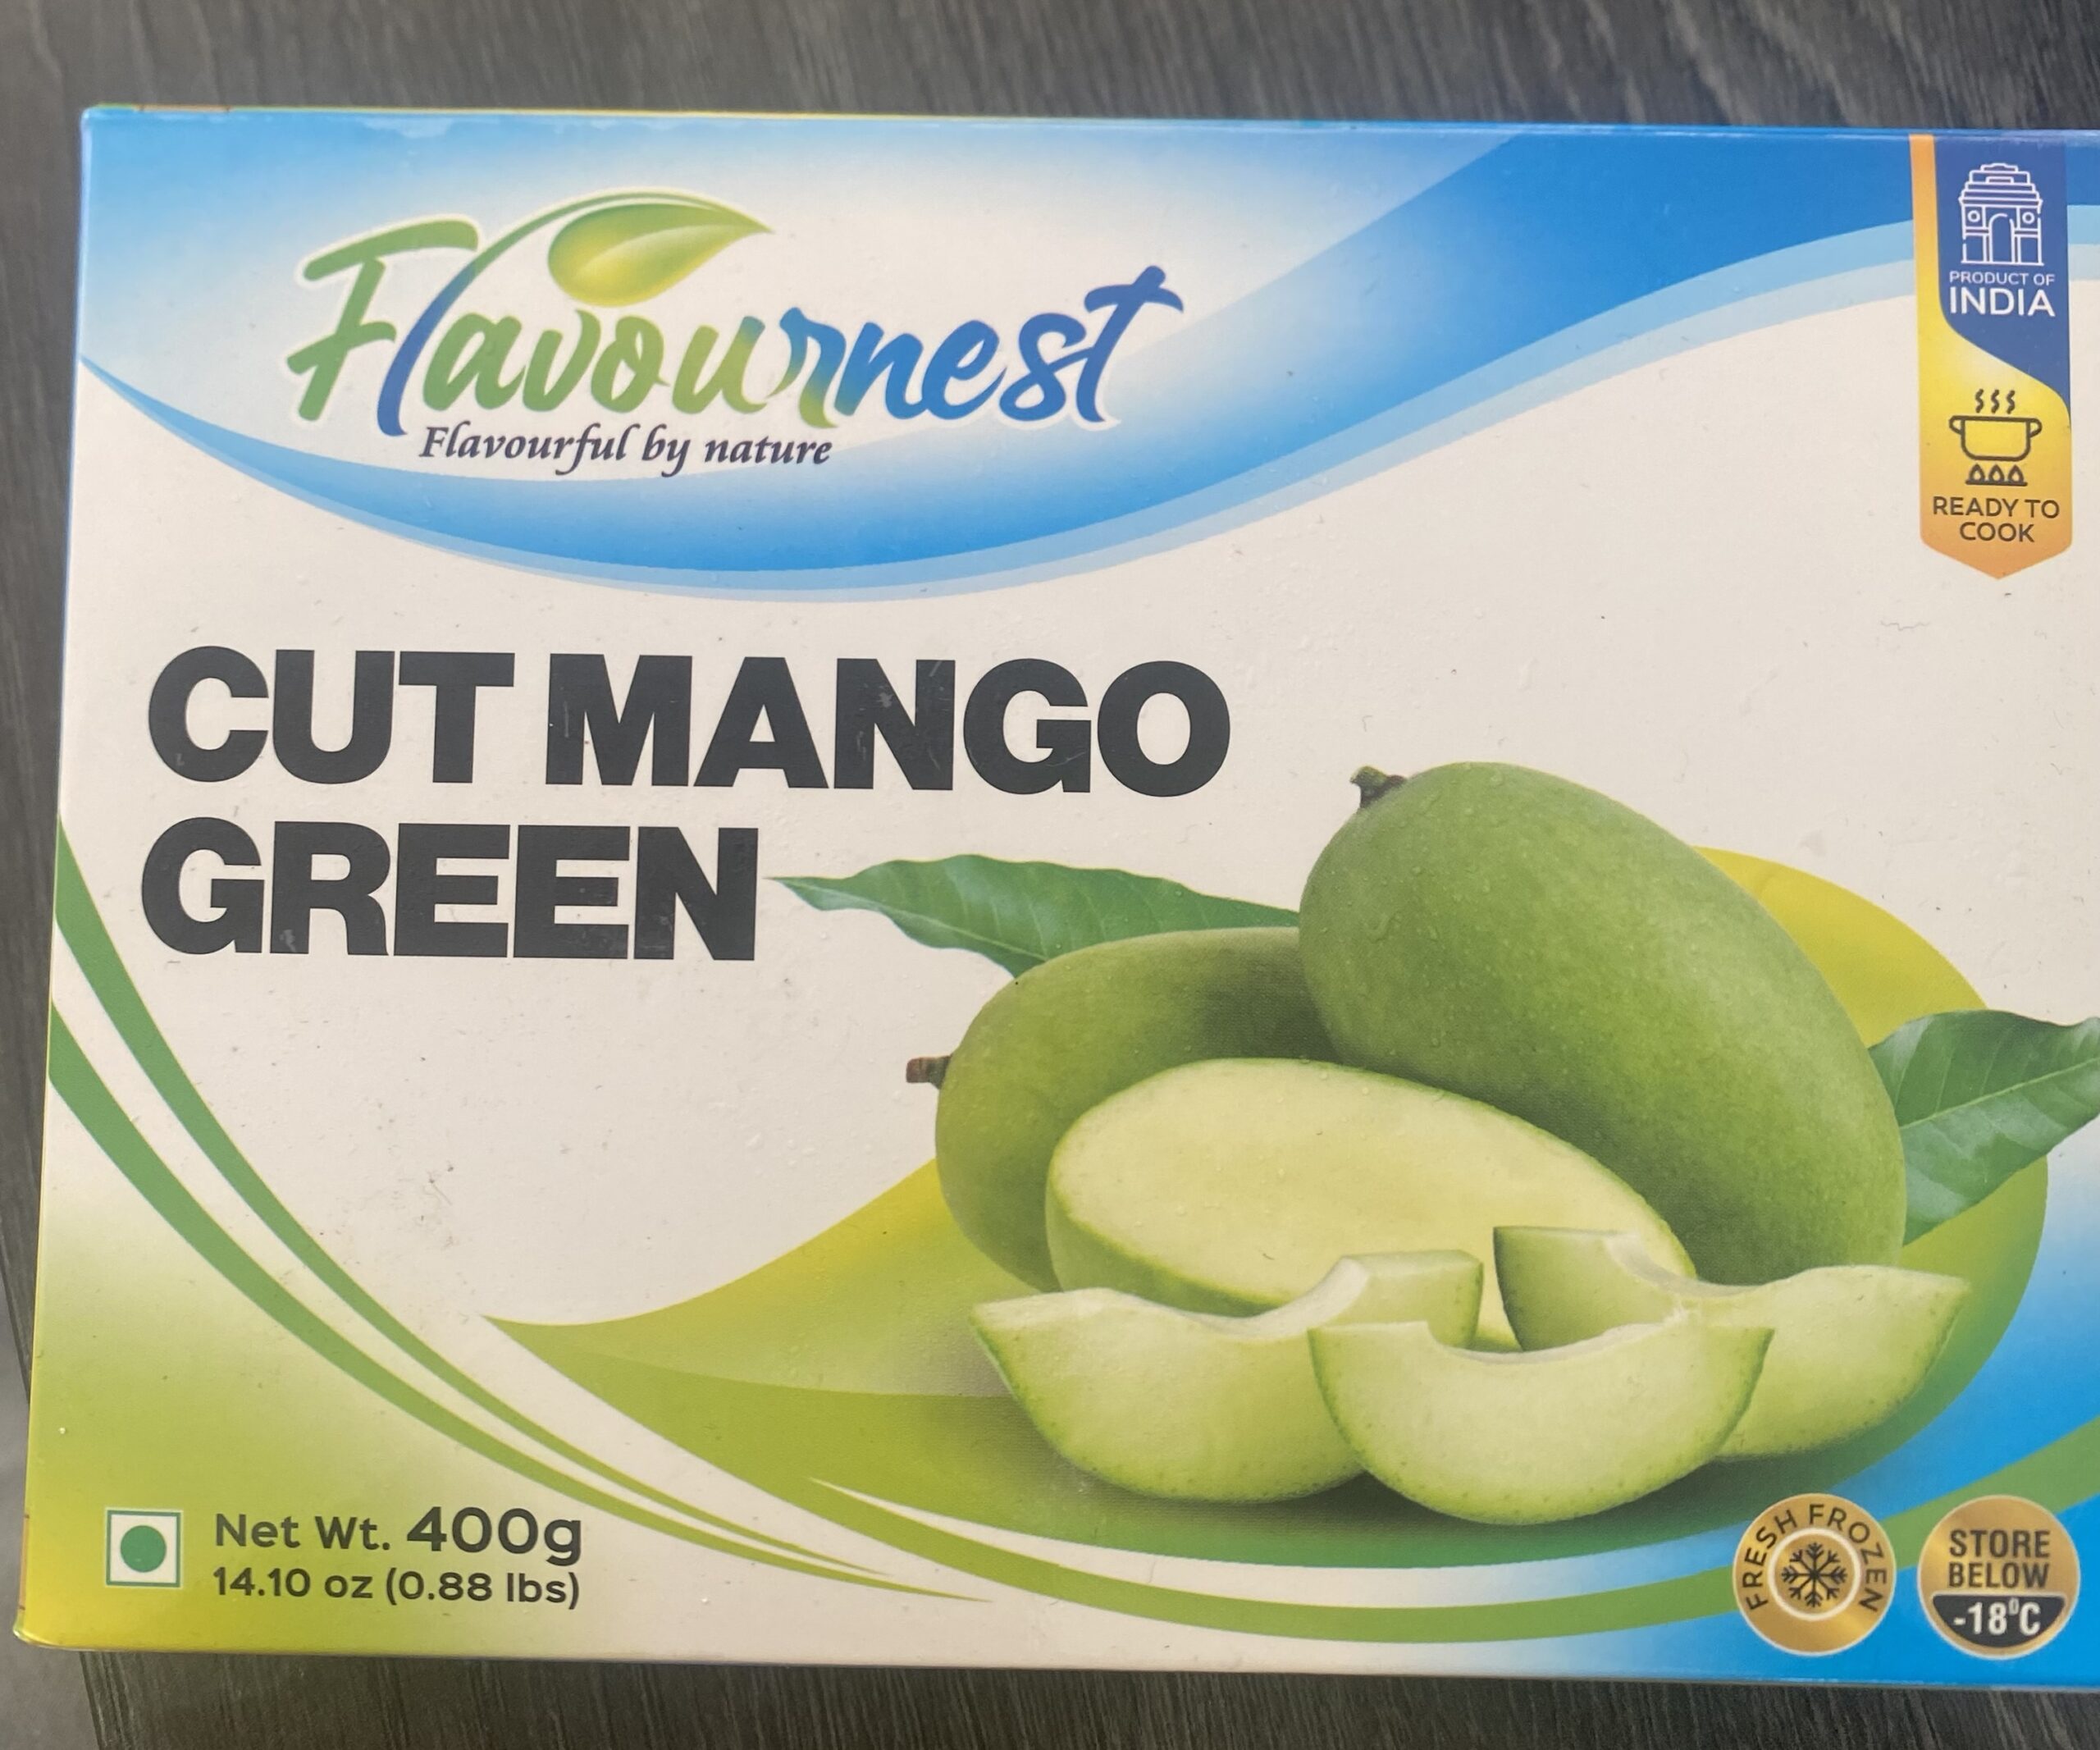 Flavournest
Flavourful by nature
PRODUCT OF
INDIA
READY TO
COOK
CUT MANGO
GREEN
Net Wt. 400g
14.10 oz (0.88 lbs)
FRESH FROZEN
STORE
BELOW
-18⁰C